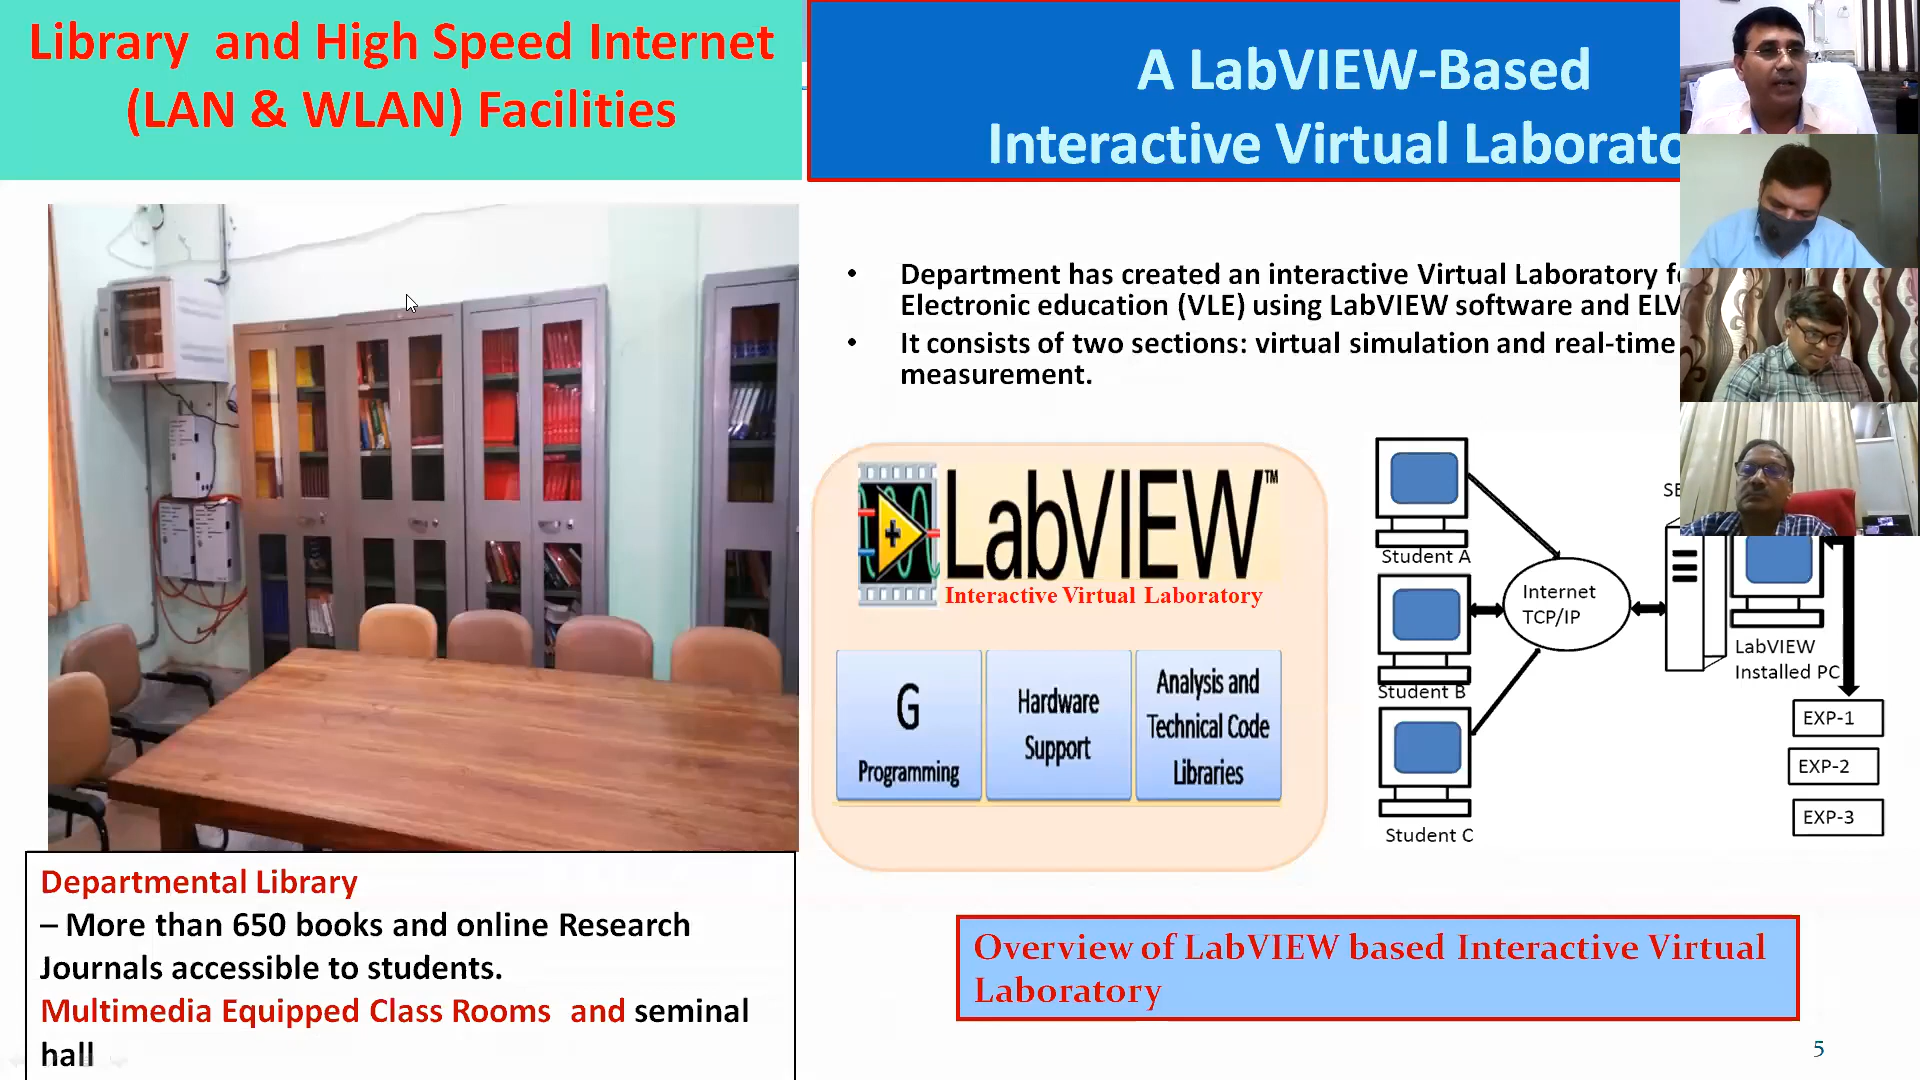 Library and High Speed Internet
(LAN & WLAN) Facilities
Departmental Library
– More than 650 books and online Research
Journals accessible to students.
Multimedia Equipped Class Rooms and seminal
hall
A LabVIEW-Based
Interactive Virtual Laborato
• Department has created an interactive Virtual Laboratory f
Electronic education (VLE) using LabVIEW software and ELV
• It consists of two sections: virtual simulation and real-time
measurement.
LabVIEW™
Interactive Virtual Laboratory
G
Programming
Hardware
Support
Analysis and
Technical Code
Libraries
Student A
Student B
Student C
Internet
TCP/IP
SE
LabVIEW
Installed PC
EXP-1
EXP-2
EXP-3
Overview of LabVIEW based Interactive Virtual
Laboratory
5